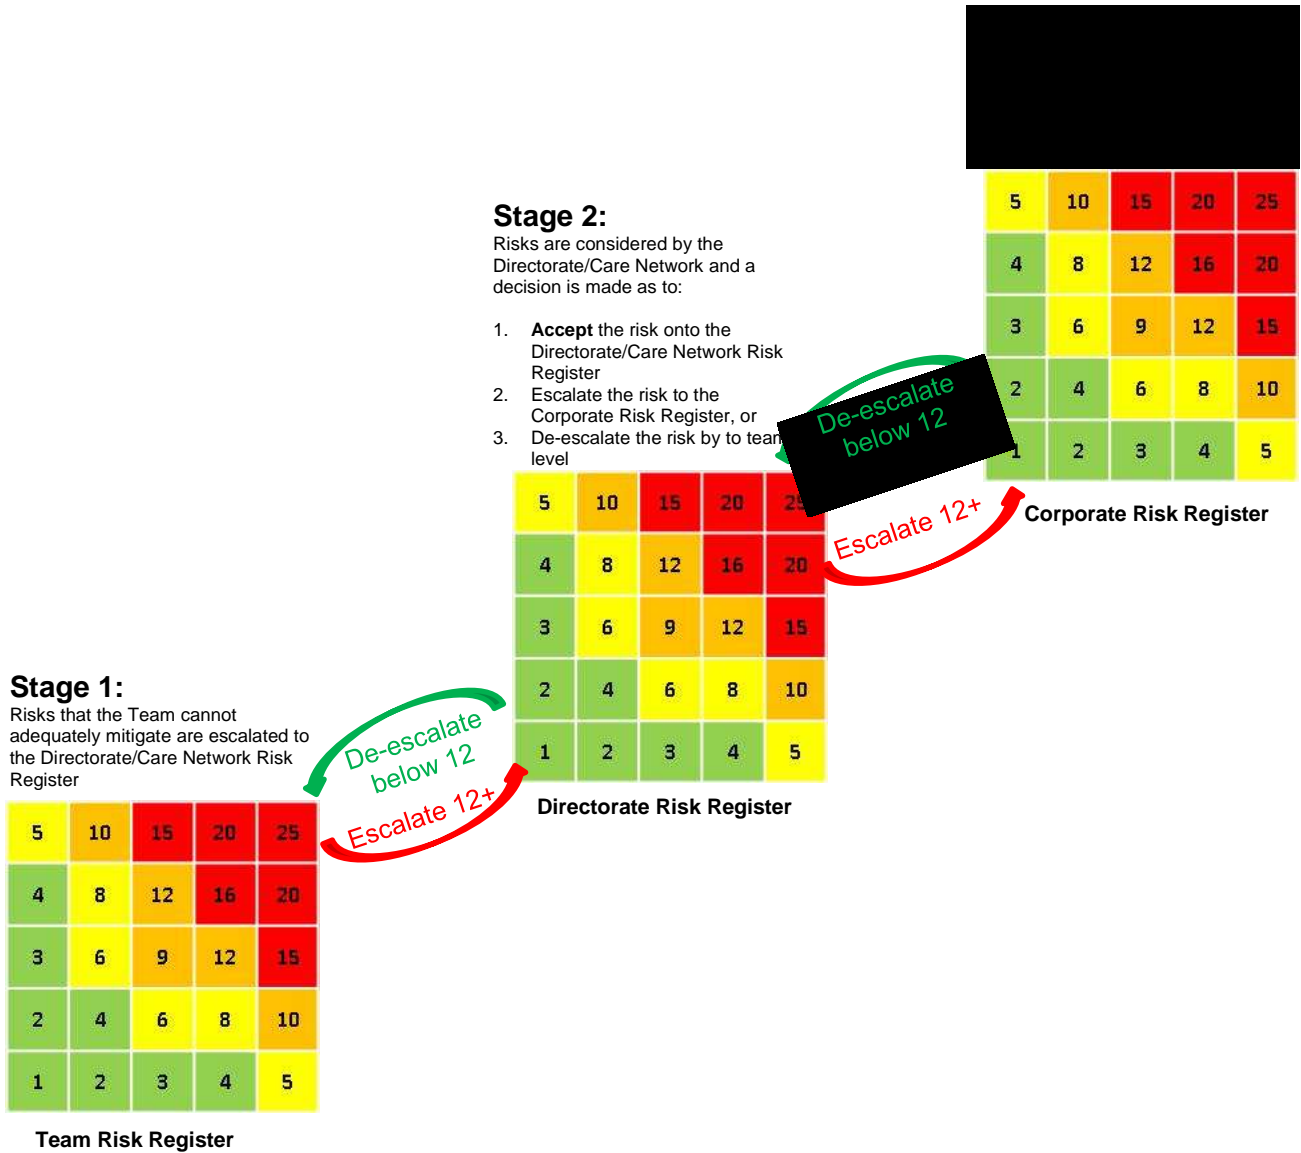 Stage 1:
Risks that the Team cannot
adequately mitigate are escalated to
the Directorate/Care Network Risk
Register
5 10 15 20 25
4 8 12 16 20
3 6 9 12 15
2 4 6 8 10
1 2 3 4 5
Team Risk Register
De-escalate
below 12
Escalate 12+
Stage 2:
Risks are considered by the
Directorate/Care Network and a
decision is made as to:
1. Accept the risk onto the
Directorate/Care Network Risk
Register
2. Escalate the risk to the
Corporate Risk Register, or
3. De-escalate the risk by to team
level
5 10 15 20 25
4 8 12 16 20
3 6 9 12 15
2 4 6 8 10
1 2 3 4 5
Directorate Risk Register
De-escalate
below 12
Escalate 12+
5 10 15 20 25
4 8 12 16 20
3 6 9 12 15
2 4 6 8 10
1 2 3 4 5
Corporate Risk Register